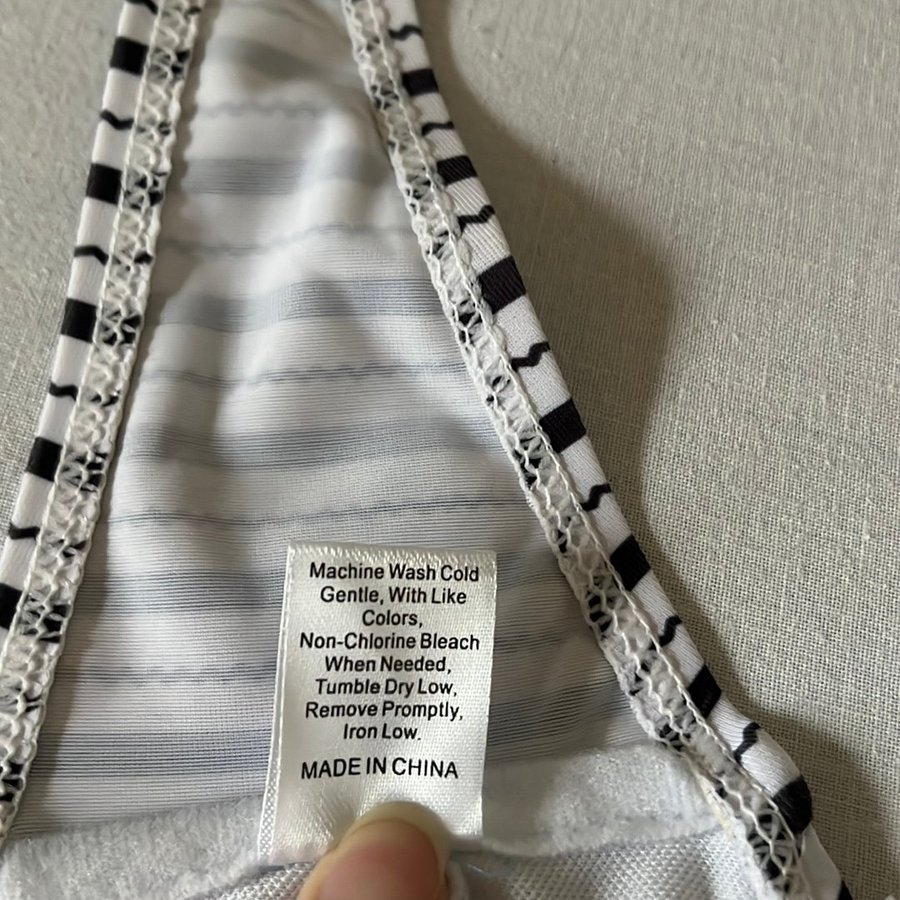 Machine Wash Cold
Gentle, With Like
Colors,
Non-Chlorine Bleach
When Needed,
Tumble Dry Low,
Remove Promptly,
Iron Low.
MADE IN CHINA